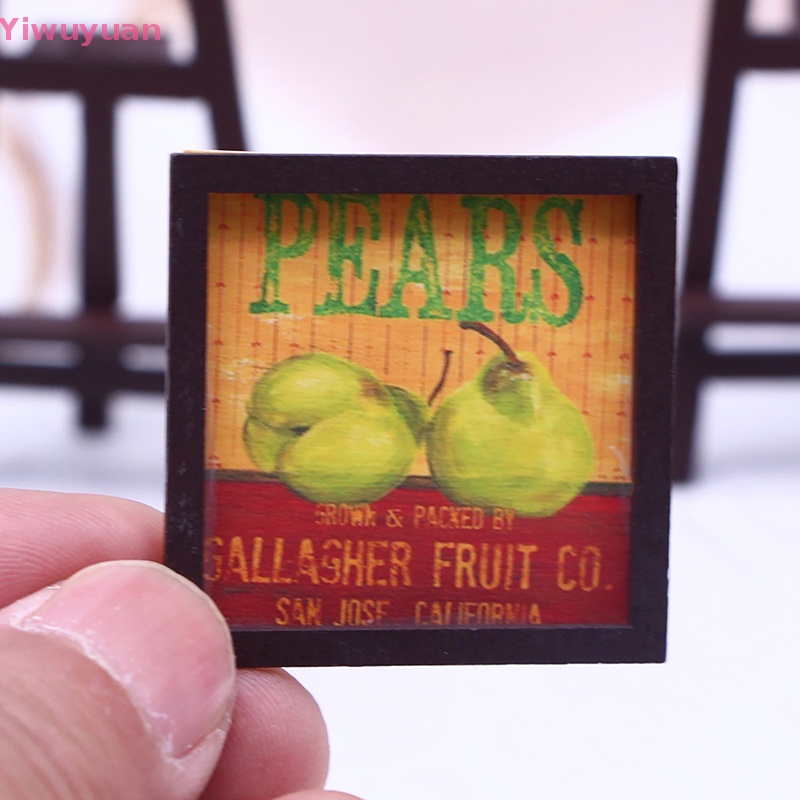 Yiwuyuan
PEARS
GROWN & PACKED BY
GALLAGHER FRUIT CO.
SAN JOSE, CALIFORNIA